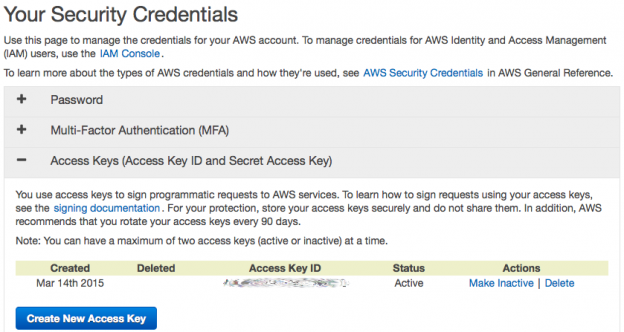 Your Security Credentials
Use this page to manage the credentials for your AWS account. To manage credentials for AWS Identity and Access Management
(IAM) users, use the IAM Console .
To learn more about the types of AWS credentials and how they're used, see AWS Security Credentials in AWS General Reference.
+ Password
+ Multi-Factor Authentication (MFA)
− Access Keys (Access Key ID and Secret Access Key)
You use access keys to sign programmatic requests to AWS services. To learn how to sign requests using your access keys,
see the signing documentation . For your protection, store your access keys securely and do not share them. In addition, AWS
recommends that you rotate your access keys every 90 days.
Note: You can have a maximum of two access keys (active or inactive) at a time.
Created Deleted Access Key ID Status Actions
Mar 14th 2015 Active Make Inactive | Delete
Create New Access Key